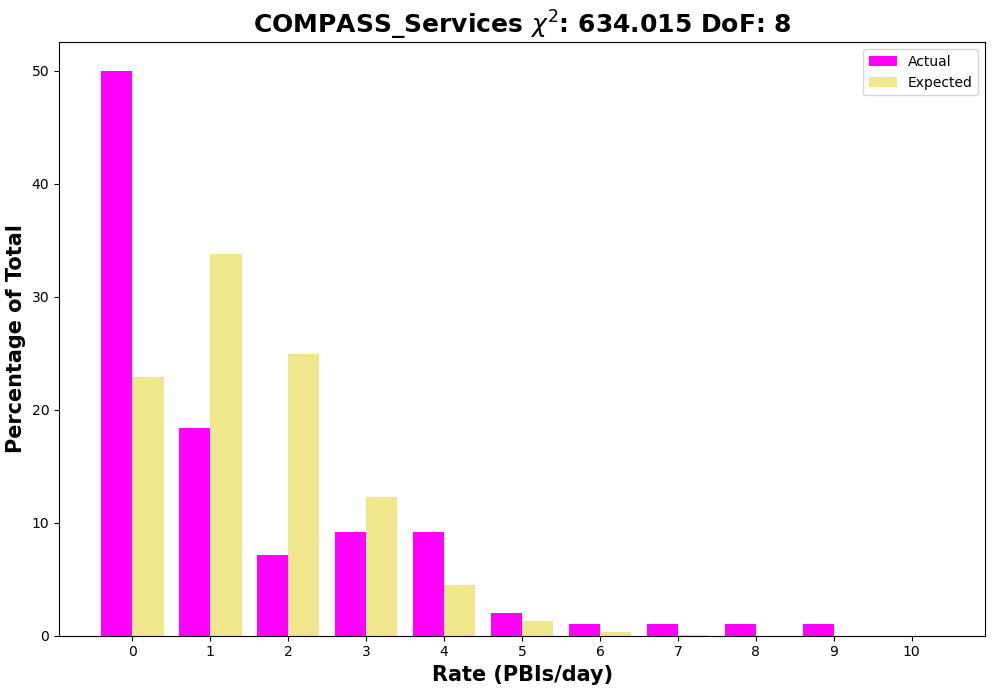 COMPASS_Services χ²: 634.015 DoF: 8
Actual
Expected
Percentage of Total
50
40
30
20
10
0
0 1 2 3 4 5 6 7 8 9 10
Rate (PBIs/day)